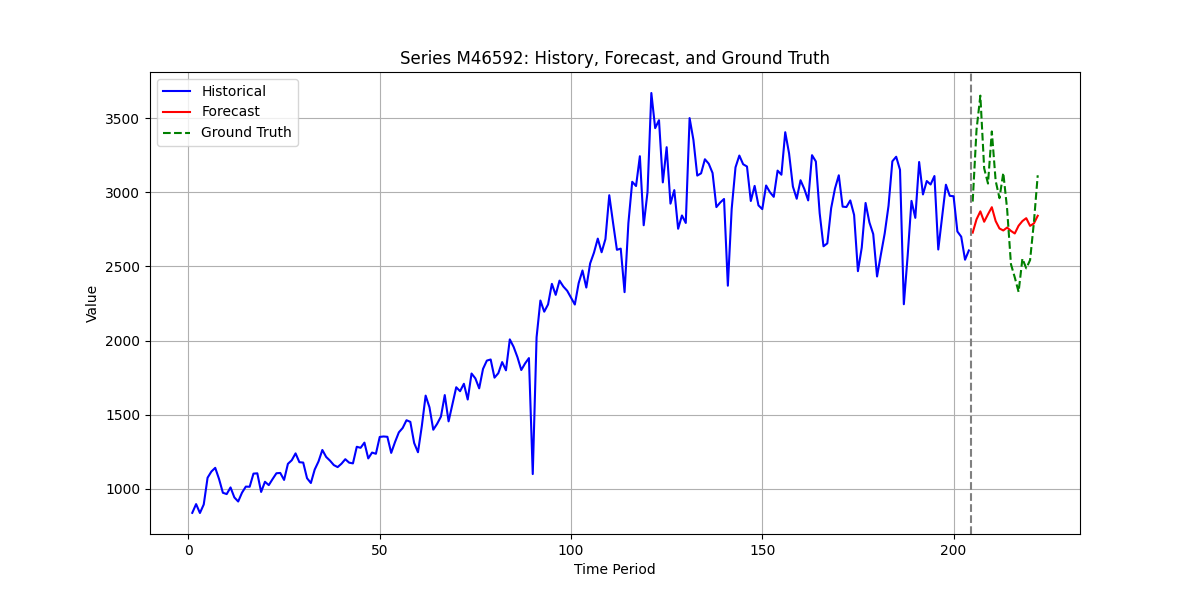 Series M46592: History, Forecast, and Ground Truth
Historical
Forecast
Ground Truth
3500
3000
2500
2000
1500
1000
Value
0
50
100
150
200
Time Period